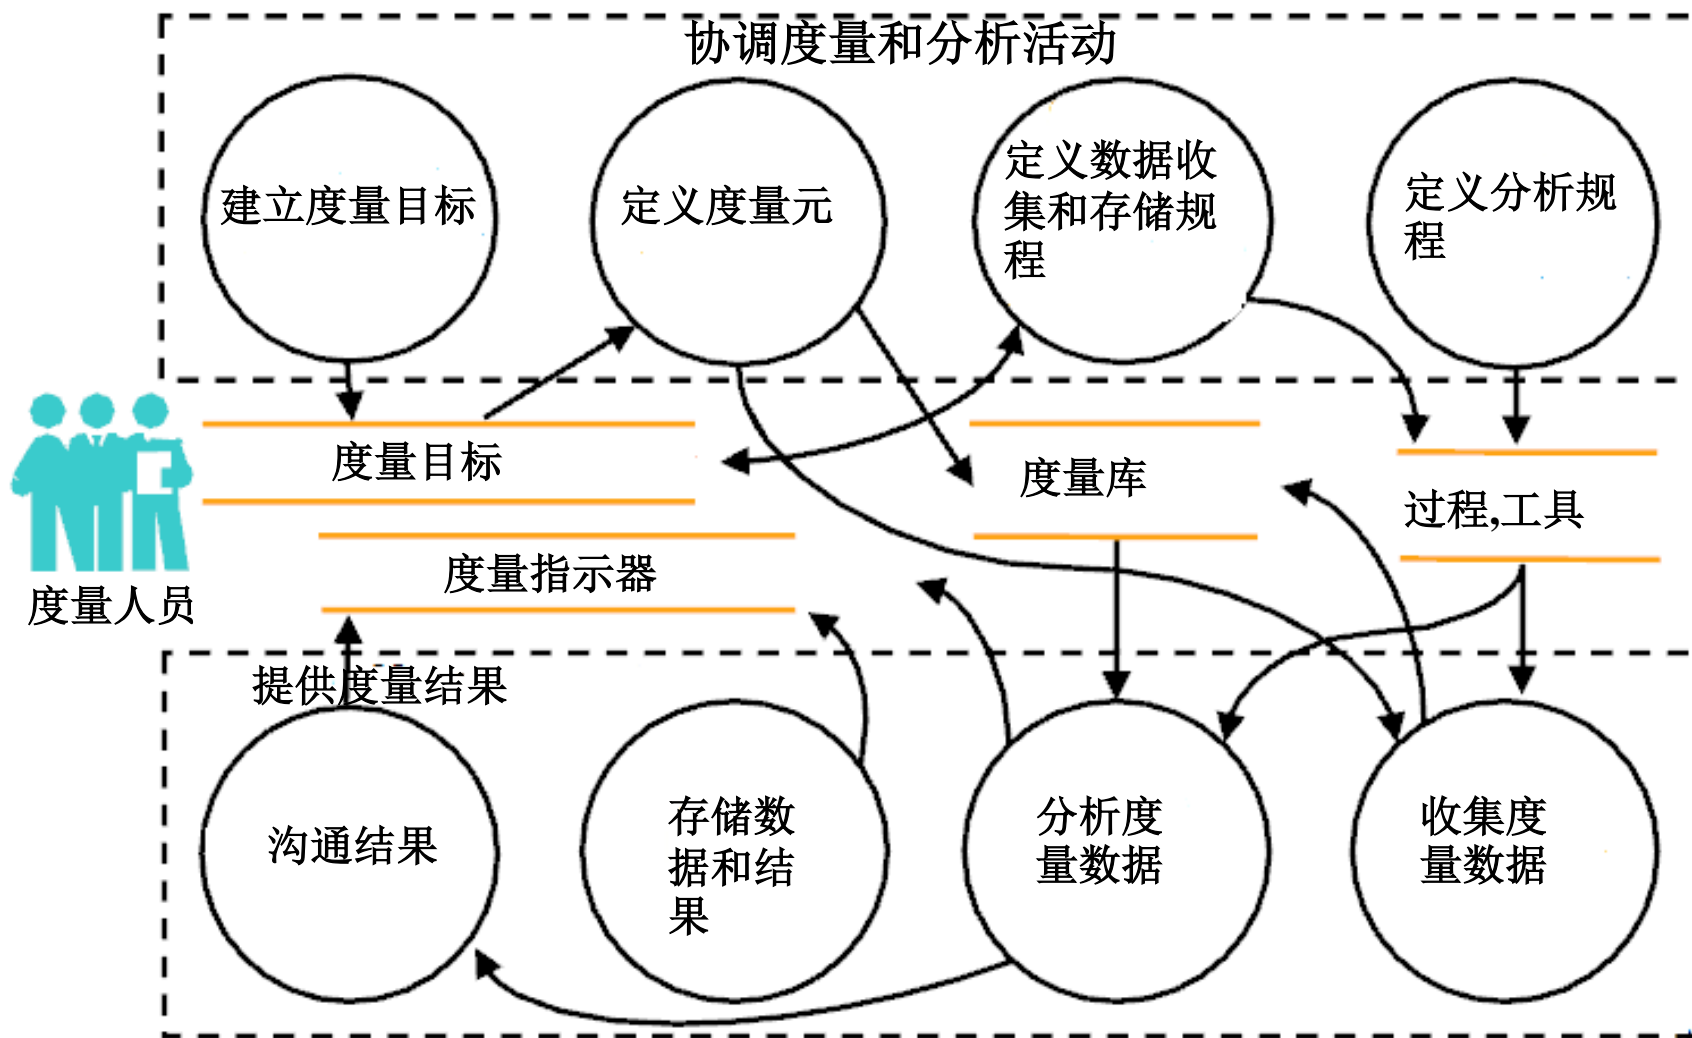 协调度量和分析活动
建立度量目标
定义度量元
定义数据收
集和存储规
程
定义分析规
程
度量目标
度量库
过程,工具
度量指示器
度量人员
提供度量结果
沟通结果
存储数
据和结
果
分析度
量数据
收集度
量数据